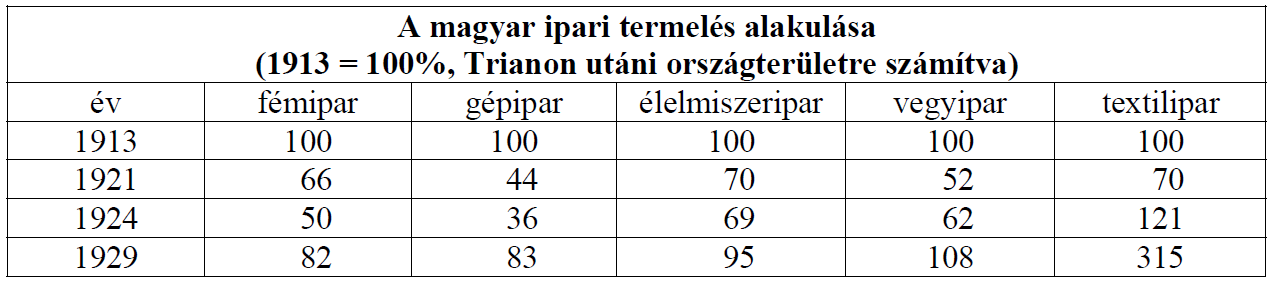 A magyar ipari termelés alakulása
(1913 = 100%, Trianon utáni országterületre számítva)
év fémipar gépipar élelmiszeripar vegyipar textilipar
1913 100 100 100 100 100
1921 66 44 70 52 70
1924 50 36 69 62 121
1929 82 83 95 108 315